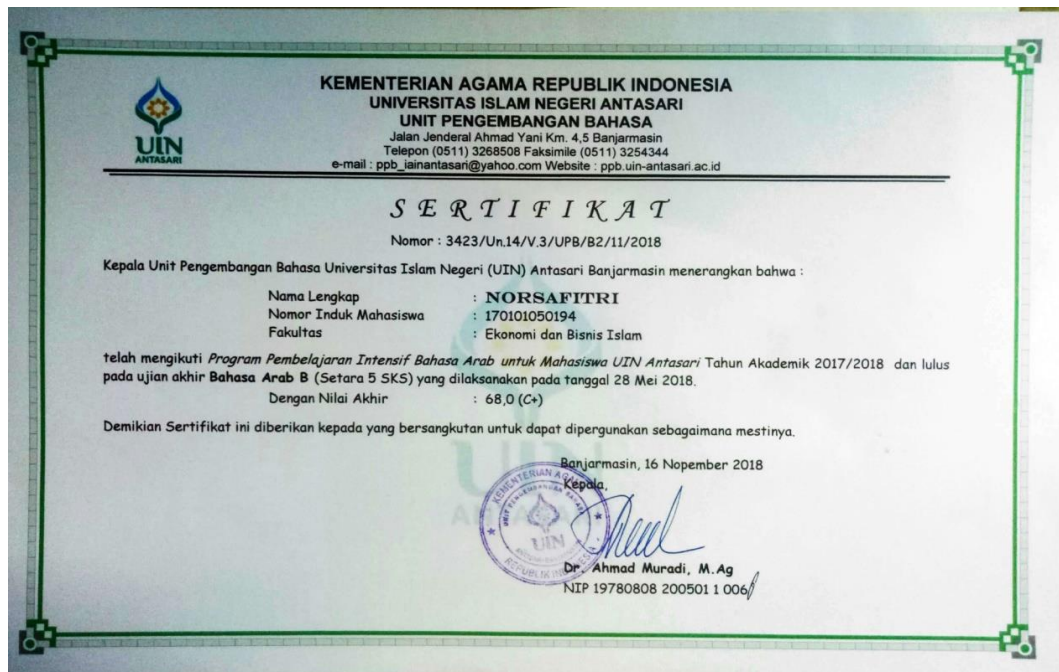 UIN
ANTASARI
KEMENTERIAN AGAMA REPUBLIK INDONESIA
UNIVERSITAS ISLAM NEGERI ANTASARI
UNIT PENGEMBANGAN BAHASA
Jalan Jenderal Ahmad Yani Km. 4,5 Banjarmasin
Telepon (0511) 3268508 Faksimile (0511) 3254344
e-mail : ppb_iainantasari@yahoo.com Website : ppb.uin-antasari.ac.id
SERTIFIKAT
Nomor : 3423/Un.14/V.3/UPB/B2/11/2018
Kepala Unit Pengembangan Bahasa Universitas Islam Negeri (UIN) Antasari Banjarmasin menerangkan bahwa :
Nama Lengkap : NORSAFITRI
Nomor Induk Mahasiswa : 170101050194
Fakultas : Ekonomi dan Bisnis Islam
telah mengikuti Program Pembelajaran Intensif Bahasa Arab untuk Mahasiswa UIN Antasari Tahun Akademik 2017/2018 dan lulus
pada ujian akhir Bahasa Arab B (Setara 5 SKS) yang dilaksanakan pada tanggal 28 Mei 2018.
Dengan Nilai Akhir : 68,0 (C+)
Demikian Sertifikat ini diberikan kepada yang bersangkutan untuk dapat dipergunakan sebagaimana mestinya.
UIN
ANTASARI
Banjarmasin, 16 Nopember 2018
Kepala,
KEMENTERIAN AGAMA
UNIT PENGEMBANGAN BAHASA
UIN
REPUBLIK INDONESIA
Dr. Ahmad Muradi, M.Ag
NIP 19780808 200501 1 006